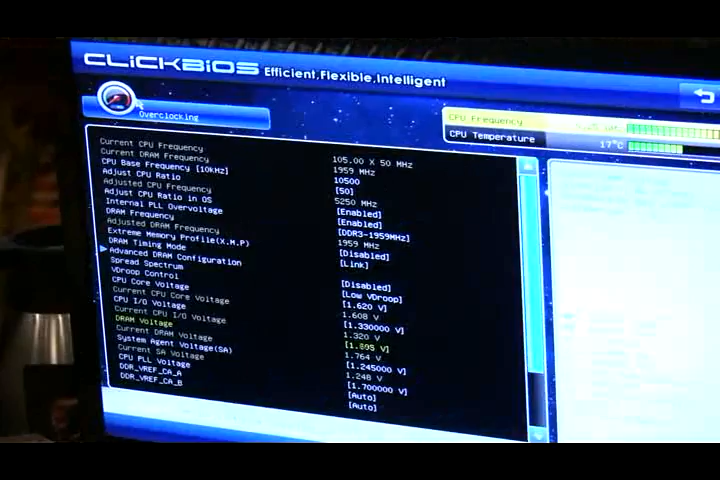 CLiCKBiOS Efficient,Flexible,Intelligent
Overclocking
CPU Frequency
CPU Temperature 17°C
Current CPU Frequency 105.00 X 50 MHz
Current DRAM Frequency 1959 MHz
CPU Base Frequency [10kHz] 10500
Adjust CPU Ratio [50]
Adjusted CPU Frequency 5250 MHz
Adjust CPU Ratio in OS [Enabled]
Internal PLL Overvoltage [Enabled]
DRAM Frequency [DDR3-1959MHz]
Adjusted DRAM Frequency 1959 MHz
Extreme Memory Profile(X.M.P) [Disabled]
DRAM Timing Mode [Link]
Advanced DRAM Configuration
Spread Spectrum [Disabled]
VDroop Control [Low VDroop]
CPU Core Voltage [1.620 V]
Current CPU Core Voltage 1.608 V
CPU I/O Voltage [1.330000 V]
Current CPU I/O Voltage 1.320 V
DRAM Voltage
Current DRAM Voltage 1.764 V
System Agent Voltage(SA) [1.245000 V]
Current SA Voltage 1.248 V
CPU PLL Voltage [1.700000 V]
DDR_VREF_CA_A [Auto]
DDR_VREF_CA_B [Auto]